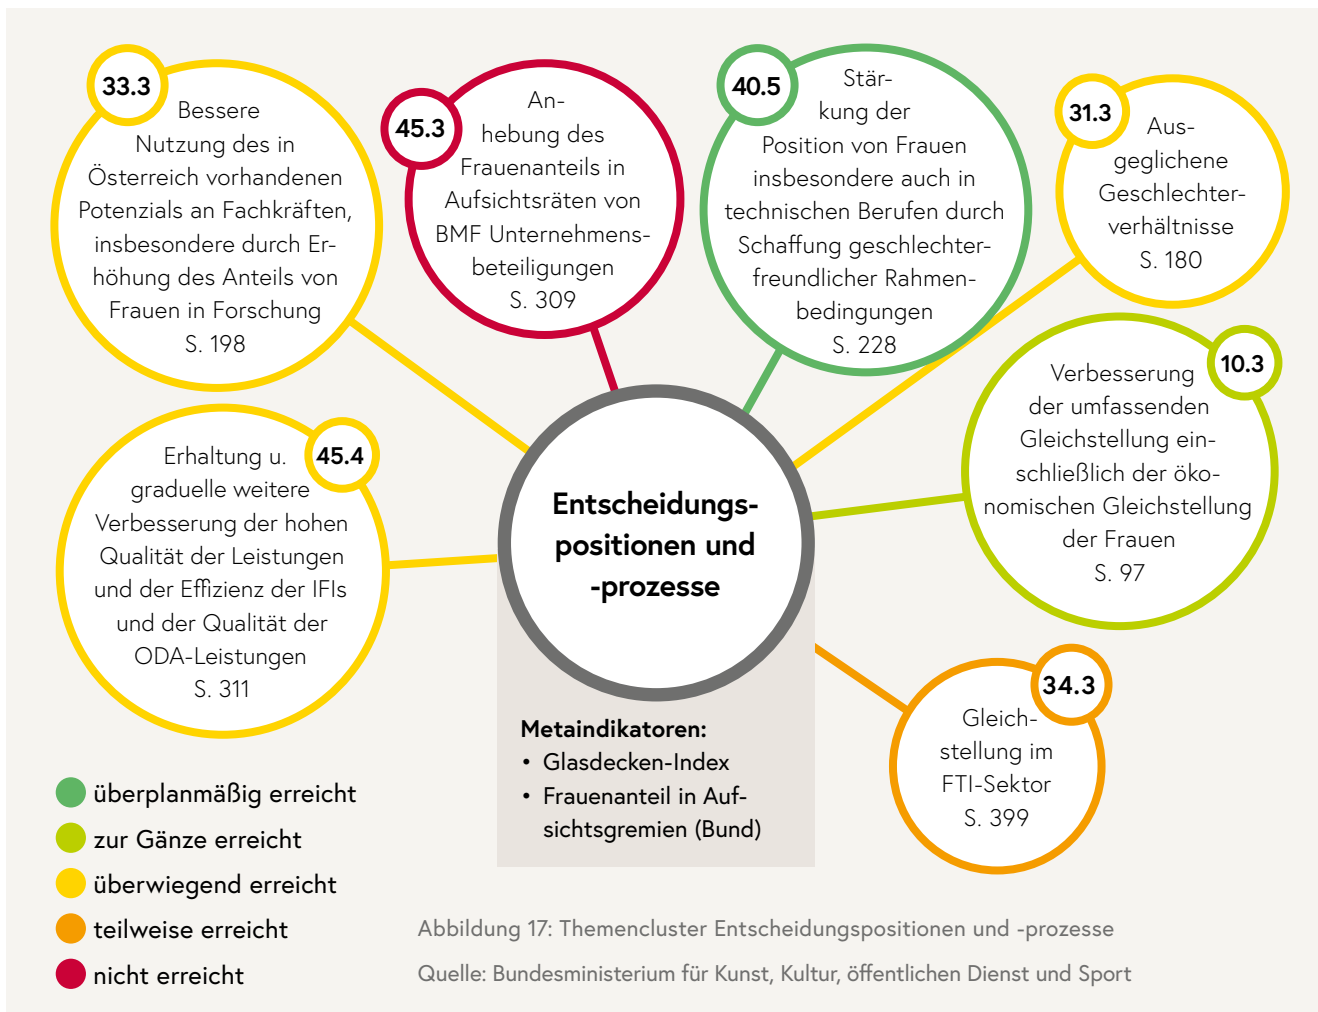 33.3
Bessere
Nutzung des in
Österreich vorhandenen
Potenzials an Fachkräften,
insbesondere durch Er-
höhung des Anteils von
Frauen in Forschung
S. 198
45.3
An-
hebung des
Frauenanteils in
Aufsichtsräten von
BMF Unternehmens-
beteiligungen
S. 309
40.5
Stär-
kung der
Position von Frauen
insbesondere auch in
technischen Berufen durch
Schaffung geschlechter-
freundlicher Rahmen-
bedingungen
S. 228
31.3
Aus-
geglichene
Geschlechter-
verhältnisse
S. 180
10.3
Verbesserung
der umfassenden
Gleichstellung ein-
schließlich der öko-
nomischen Gleichstellung
der Frauen
S. 97
45.4
Erhaltung u.
graduelle weitere
Verbesserung der hohen
Qualität der Leistungen
und der Effizienz der IFIs
und der Qualität der
ODA-Leistungen
S. 311
Entscheidungs-
positionen und
-prozesse
34.3
Gleich-
stellung im
FTI-Sektor
S. 399
Metaindikatoren:
• Glasdecken-Index
• Frauenanteil in Auf-
sichtsgremien (Bund)
überplanmäßig erreicht
zur Gänze erreicht
überwiegend erreicht
teilweise erreicht
nicht erreicht
Abbildung 17: Themencluster Entscheidungspositionen und -prozesse
Quelle: Bundesministerium für Kunst, Kultur, öffentlichen Dienst und Sport